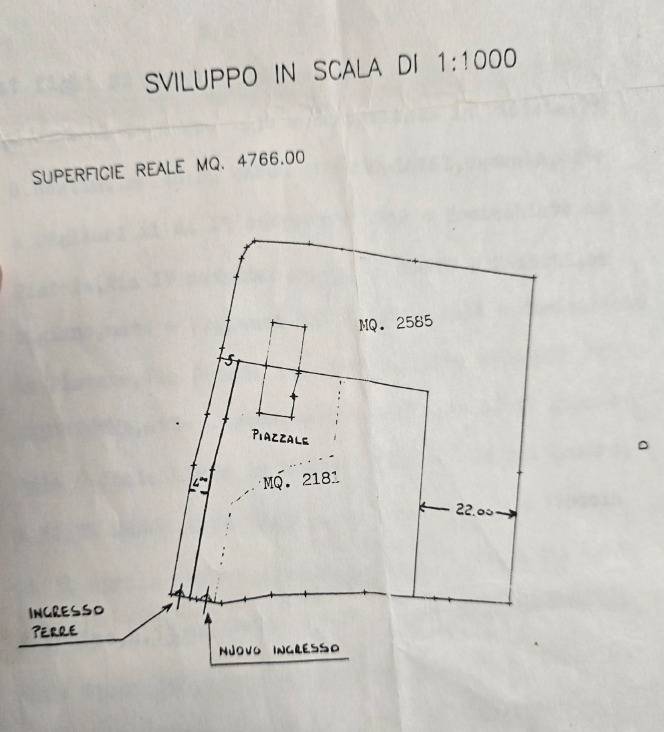 SVILUPPO IN SCALA DI 1:1000
SUPERFICIE REALE MQ. 4766.00
MQ. 2585
5
PIAZZALE
MQ. 2181
22.00
INGRESSO
PERRE
NUOVO INGRESSO